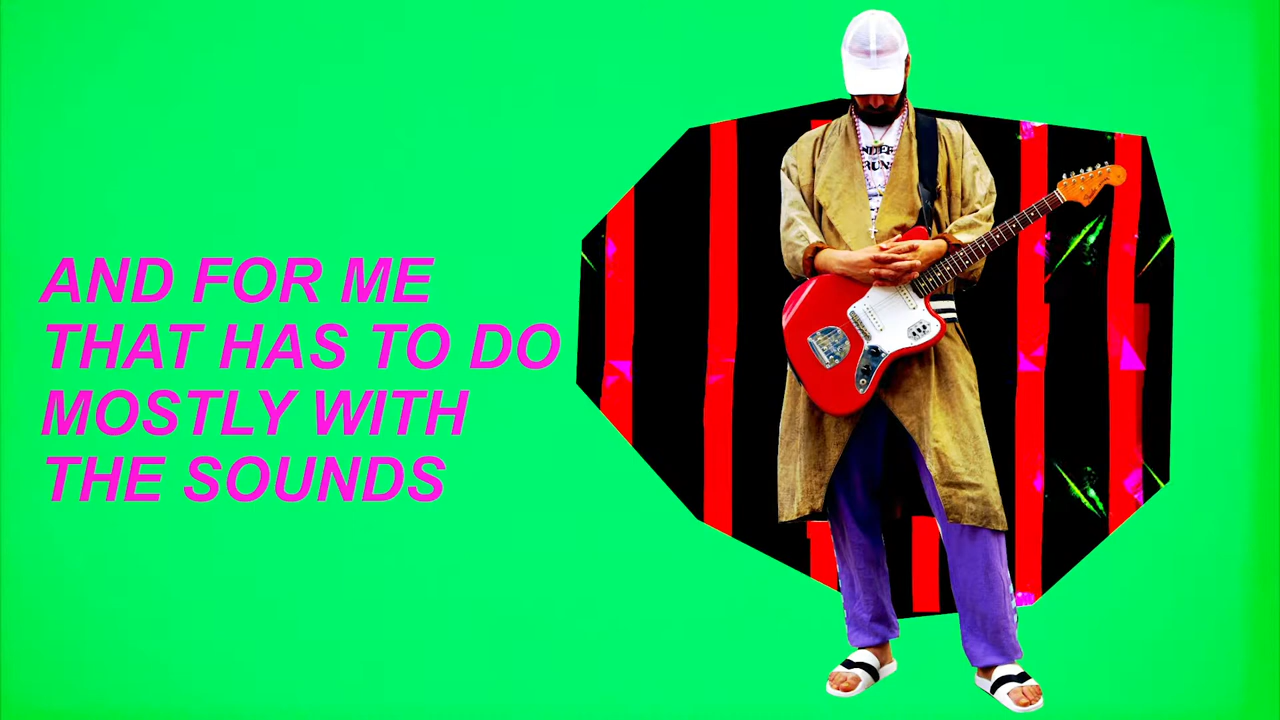 AND FOR ME
THAT HAS TO DO
MOSTLY WITH
THE SOUNDS